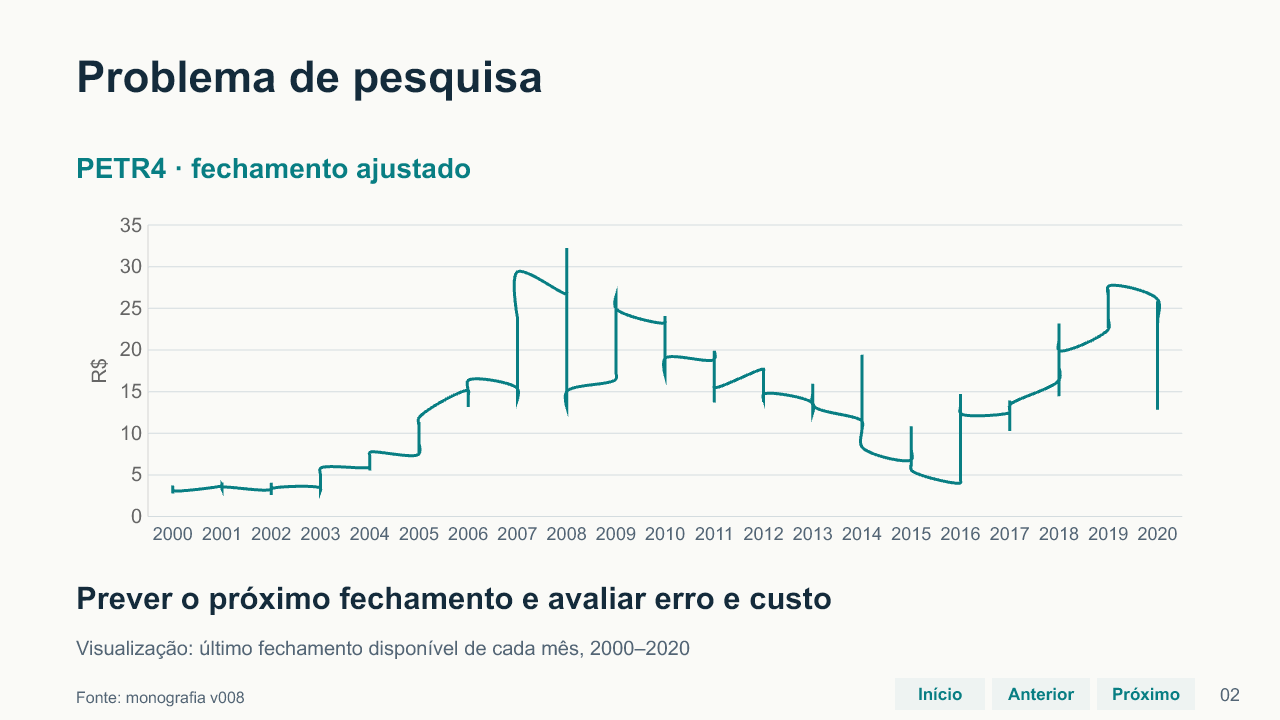 Problema de pesquisa
PETR4 · fechamento ajustado
35
30
25
20
15
10
5
0
R$
2000 2001 2002 2003 2004 2005 2006 2007 2008 2009 2010 2011 2012 2013 2014 2015 2016 2017 2018 2019 2020
Prever o próximo fechamento e avaliar erro e custo
Visualização: último fechamento disponível de cada mês, 2000–2020
Fonte: monografia v008
Início Anterior Próximo 02